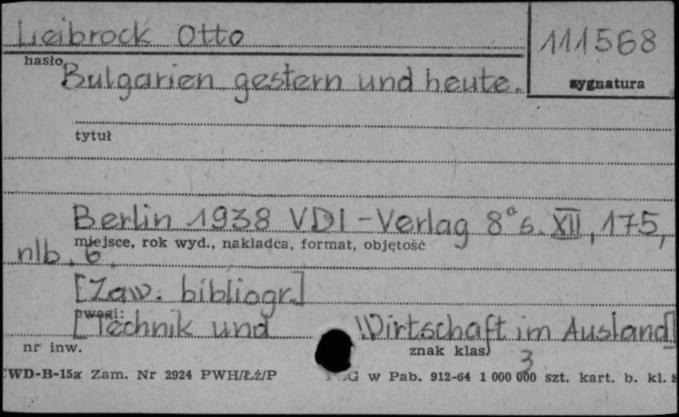 Leibrock Otto
111568
hasło
sygnatura
Bulgarien gestern und heute.
tytuł
Berlin 1938 VDI-Verlag 8° s. XII, 175,
miejsce, rok wyd., nakładca, format, objętość
nlb. 6.
[Zaw. bibliogr.]
uwagi:
[Technik und Wirtschaft im Ausland]
nr inw.
znak klas.
3
WD-B-15x Zam. Nr 2924 PWH/Łż/P
w Pab. 912-64 1 000 000 szt. kart. b. kl.